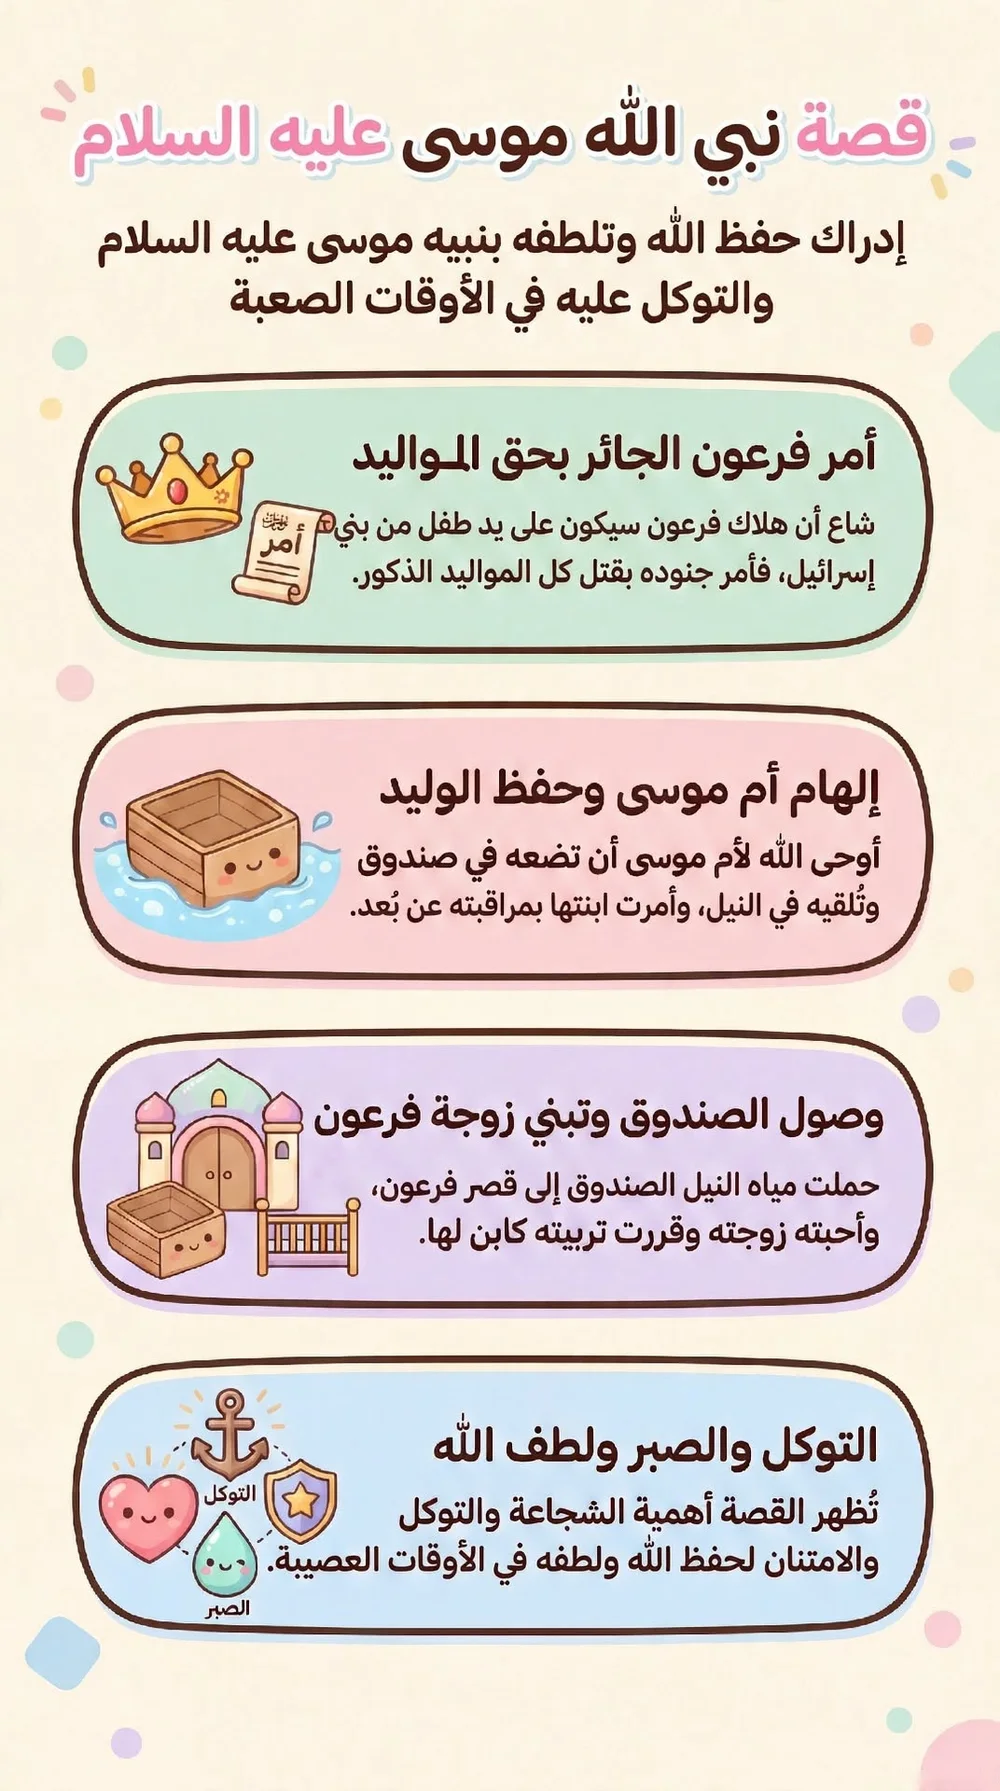 قصة نبي الله موسى عليه السلام
إدراك حفظ الله وتلطفه بنبيه موسى عليه السلام
والتوكل عليه في الأوقات الصعبة
أمر فرعون الجائر بحق المـواليد
شاع أن هلاك فرعون سيكون على يد طفل من بني
إسرائيل، فأمر جنوده بقتل كل المواليد الذكور.
أمر
إلهام أم موسى وحفظ الوليد
أوحى الله لأم موسى أن تضعه في صندوق
وتُلقيه في النيل، وأمرت ابنتها بمراقبته عن بُعد.
وصول الصندوق وتبني زوجة فرعون
حملت مياه النيل الصندوق إلى قصر فرعون،
وأحبته زوجته وقررت تربيته كابن لها.
التوكل والصبر ولطف الله
تُظهر القصة أهمية الشجاعة والتوكل
والامتنان لحفظ الله ولطفه في الأوقات العصيبة.
التوكل
الصبر